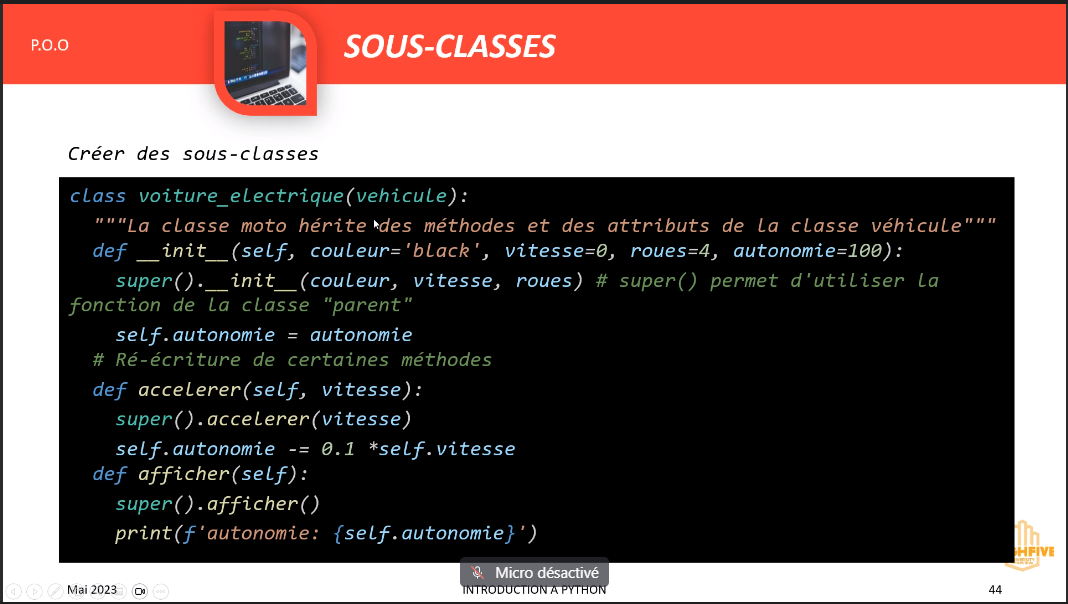 P.O.O
SOUS-CLASSES
Créer des sous-classes
class voiture_electrique(vehicule):
"""La classe moto hérite des méthodes et des attributs de la classe véhicule"""
def __init__(self, couleur='black', vitesse=0, roues=4, autonomie=100):
super().__init__(couleur, vitesse, roues) # super() permet d'utiliser la
fonction de la classe "parent"
self.autonomie = autonomie
# Ré-écriture de certaines méthodes
def accelerer(self, vitesse):
super().accelerer(vitesse)
self.autonomie -= 0.1 *self.vitesse
def afficher(self):
super().afficher()
print(f'autonomie: {self.autonomie}')
Micro désactivé
Mai 2023
INTRODUCTION A PYTHON
44